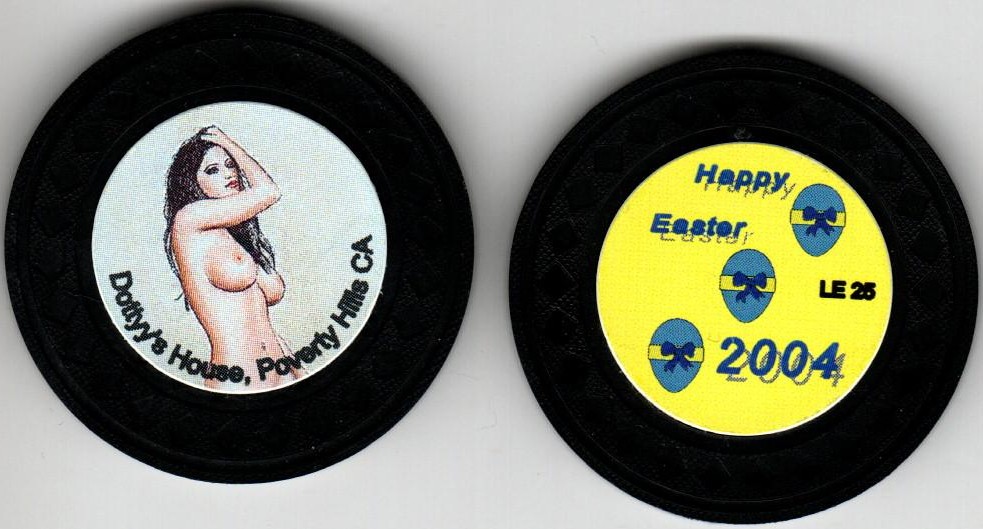 Dottyy's House, Poverty Hills CA
Happy
Easter
LE 25
2004